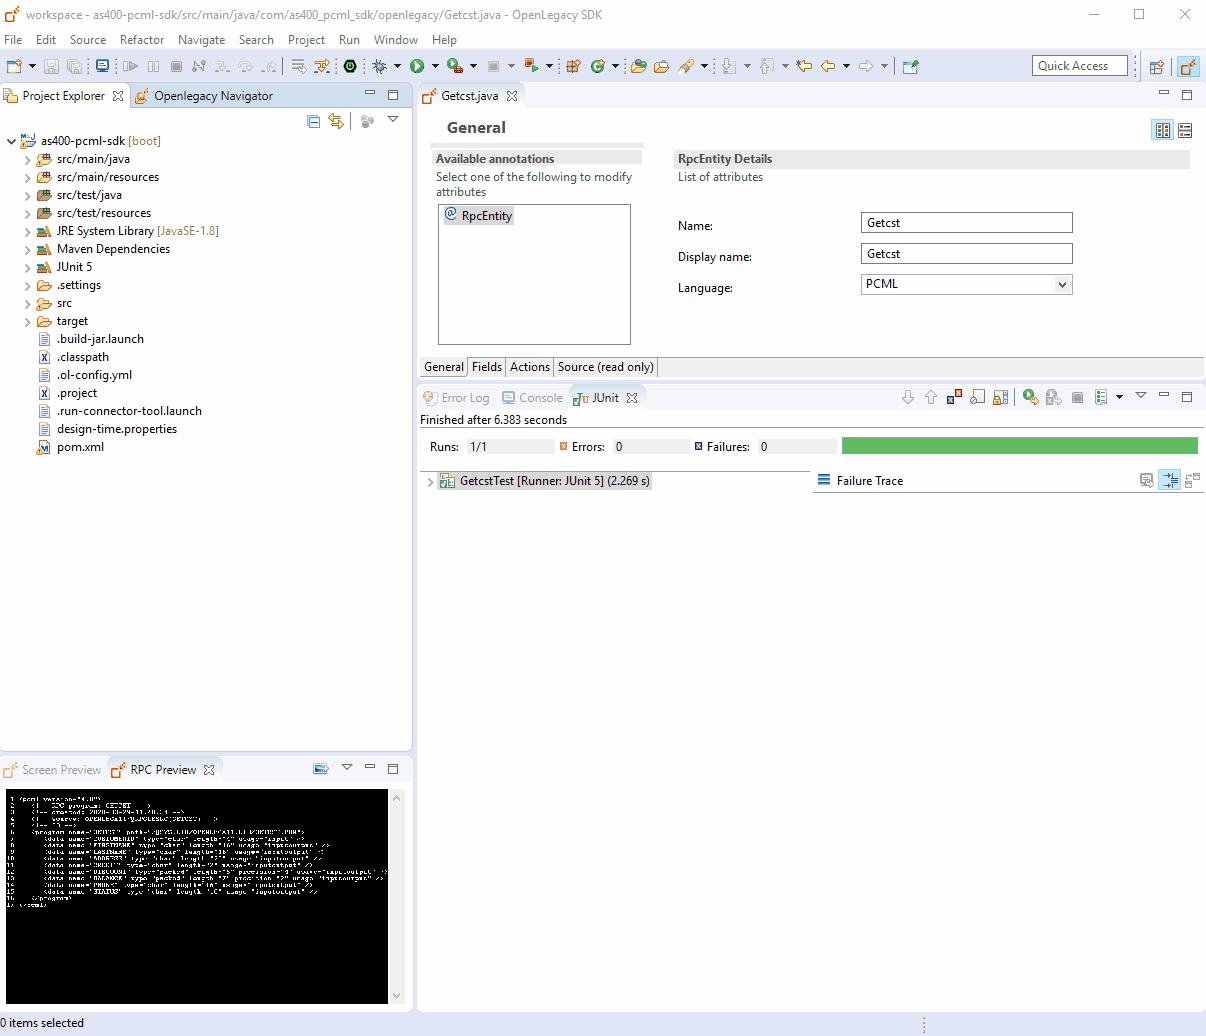 workspace - as400-pcml-sdk/src/main/java/com/as400_pcml_sdk/openlegacy/Getcst.java - OpenLegacy SDK
File Edit Source Refactor Navigate Search Project Run Window Help
Quick Access
Project Explorer Openlegacy Navigator
as400-pcml-sdk [boot]
src/main/java
src/main/resources
src/test/java
src/test/resources
JRE System Library [JavaSE-1.8]
Maven Dependencies
JUnit 5
.settings
src
target
.build-jar.launch
.classpath
.ol-config.yml
.project
.run-connector-tool.launch
design-time.properties
pom.xml
Getcst.java
General
Available annotations
Select one of the following to modify
attributes
RpcEntity
RpcEntity Details
List of attributes
Name: Getcst
Display name: Getcst
Language: PCML
General Fields Actions Source (read only)
Error Log Console JUnit
Finished after 6.383 seconds
Runs: 1/1 Errors: 0 Failures: 0
GetcstTest [Runner: JUnit 5] (2.269 s)
Failure Trace
Screen Preview RPC Preview
0 items selected